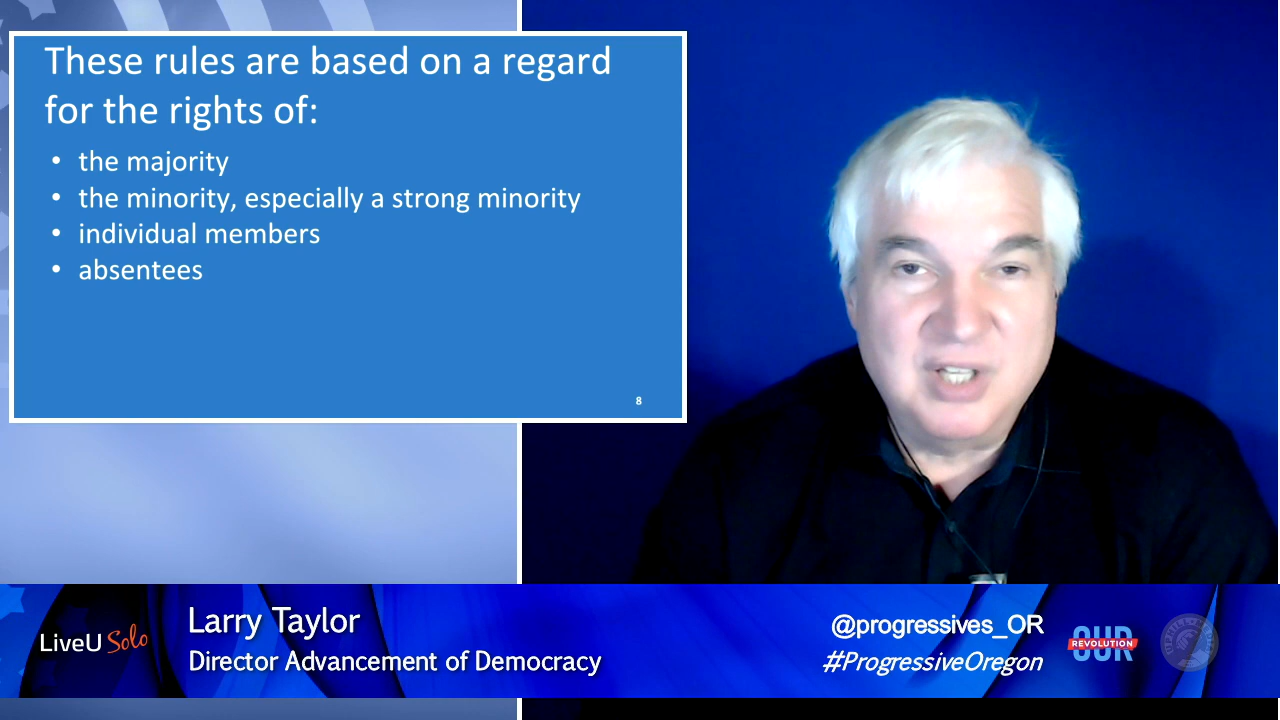 These rules are based on a regard
for the rights of:
• the majority
• the minority, especially a strong minority
• individual members
• absentees
8
LiveU Solo
Larry Taylor
Director Advancement of Democracy
@progressives_OR
#ProgressiveOregon
OUR
REVOLUTION